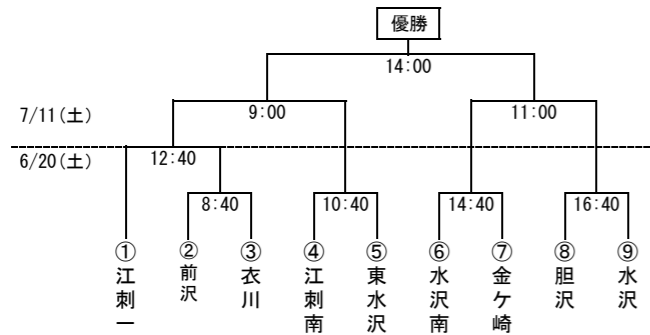 優勝
14:00
7/11(土)
9:00
11:00
6/20(土)
12:40
8:40
10:40
14:40
16:40
①江刺一
②前沢
③衣川
④江刺南
⑤東水沢
⑥水沢南
⑦金ケ崎
⑧胆沢
⑨水沢